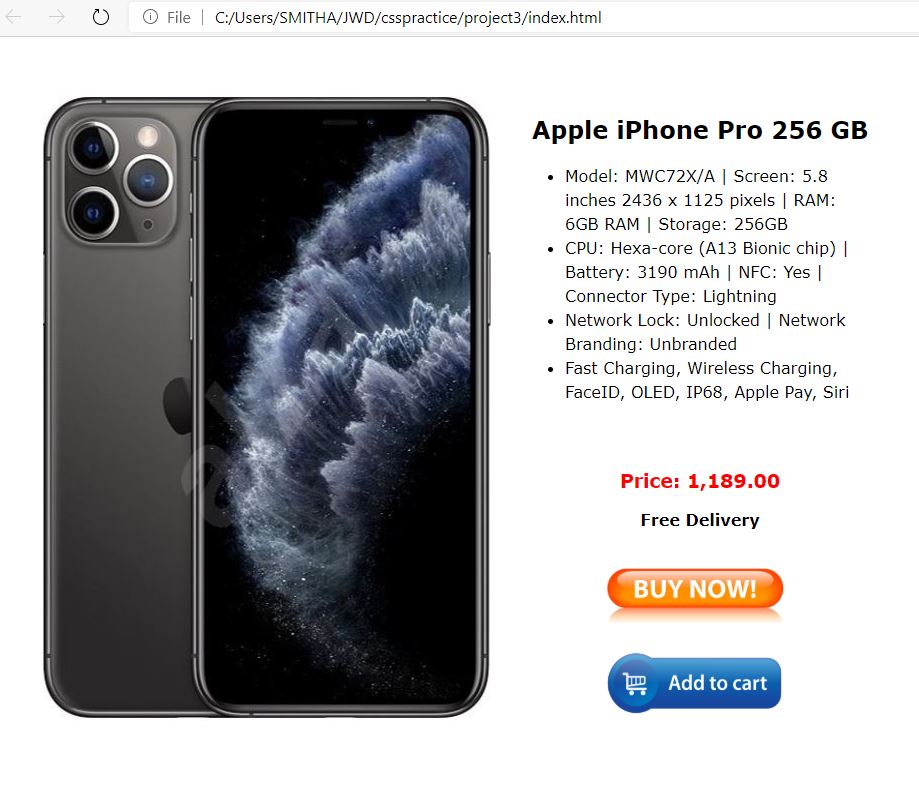 File | C:/Users/SMITHA/JWD/csspractice/project3/index.html
Apple iPhone Pro 256 GB
• Model: MWC72X/A | Screen: 5.8
inches 2436 x 1125 pixels | RAM:
6GB RAM | Storage: 256GB
• CPU: Hexa-core (A13 Bionic chip) |
Battery: 3190 mAh | NFC: Yes |
Connector Type: Lightning
• Network Lock: Unlocked | Network
Branding: Unbranded
• Fast Charging, Wireless Charging,
FaceID, OLED, IP68, Apple Pay, Siri
Price: 1,189.00
Free Delivery
BUY NOW!
Add to cart